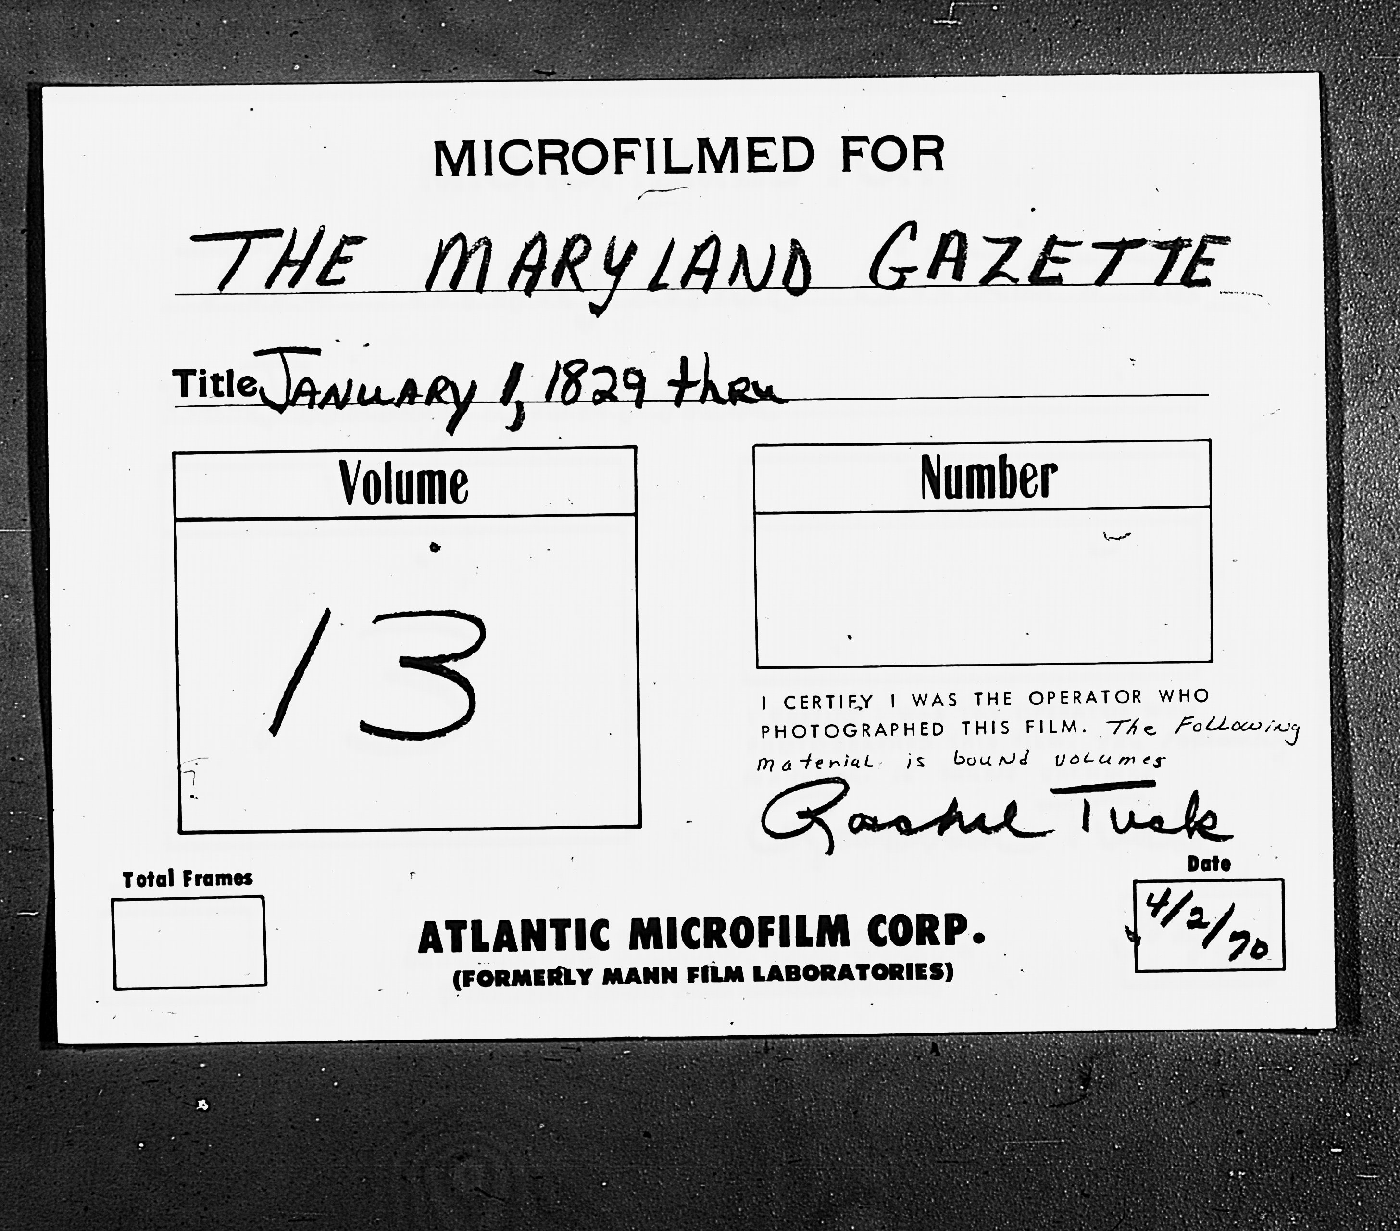 MICROFILMED FOR
THE MARYLAND GAZETTE
Title JANUARY 1, 1829 thru
Volume
Number
13
I CERTIFY I WAS THE OPERATOR WHO
PHOTOGRAPHED THIS FILM. The Following
material is bound volumes
Rachel Tuck
Date
4/2/70
Total Frames
ATLANTIC MICROFILM CORP.
(FORMERLY MANN FILM LABORATORIES)